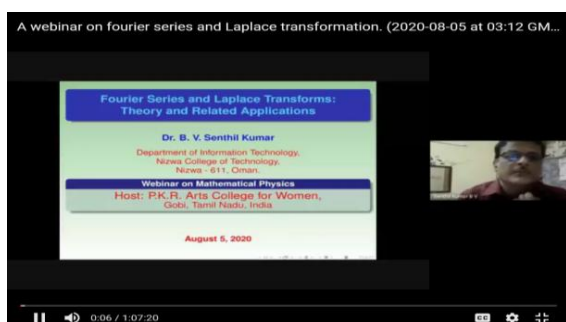 A webinar on fourier series and Laplace transformation. (2020-08-05 at 03:12 GM...
Fourier Series and Laplace Transforms:
Theory and Related Applications
Dr. B. V. Senthil Kumar
Department of Information Technology,
Nizwa College of Technology,
Nizwa - 611, Oman.
Webinar on Mathematical Physics
Host: P.K.R. Arts College for Women,
Gobi, Tamil Nadu, India
August 5, 2020
0:06 / 1:07:20
CC